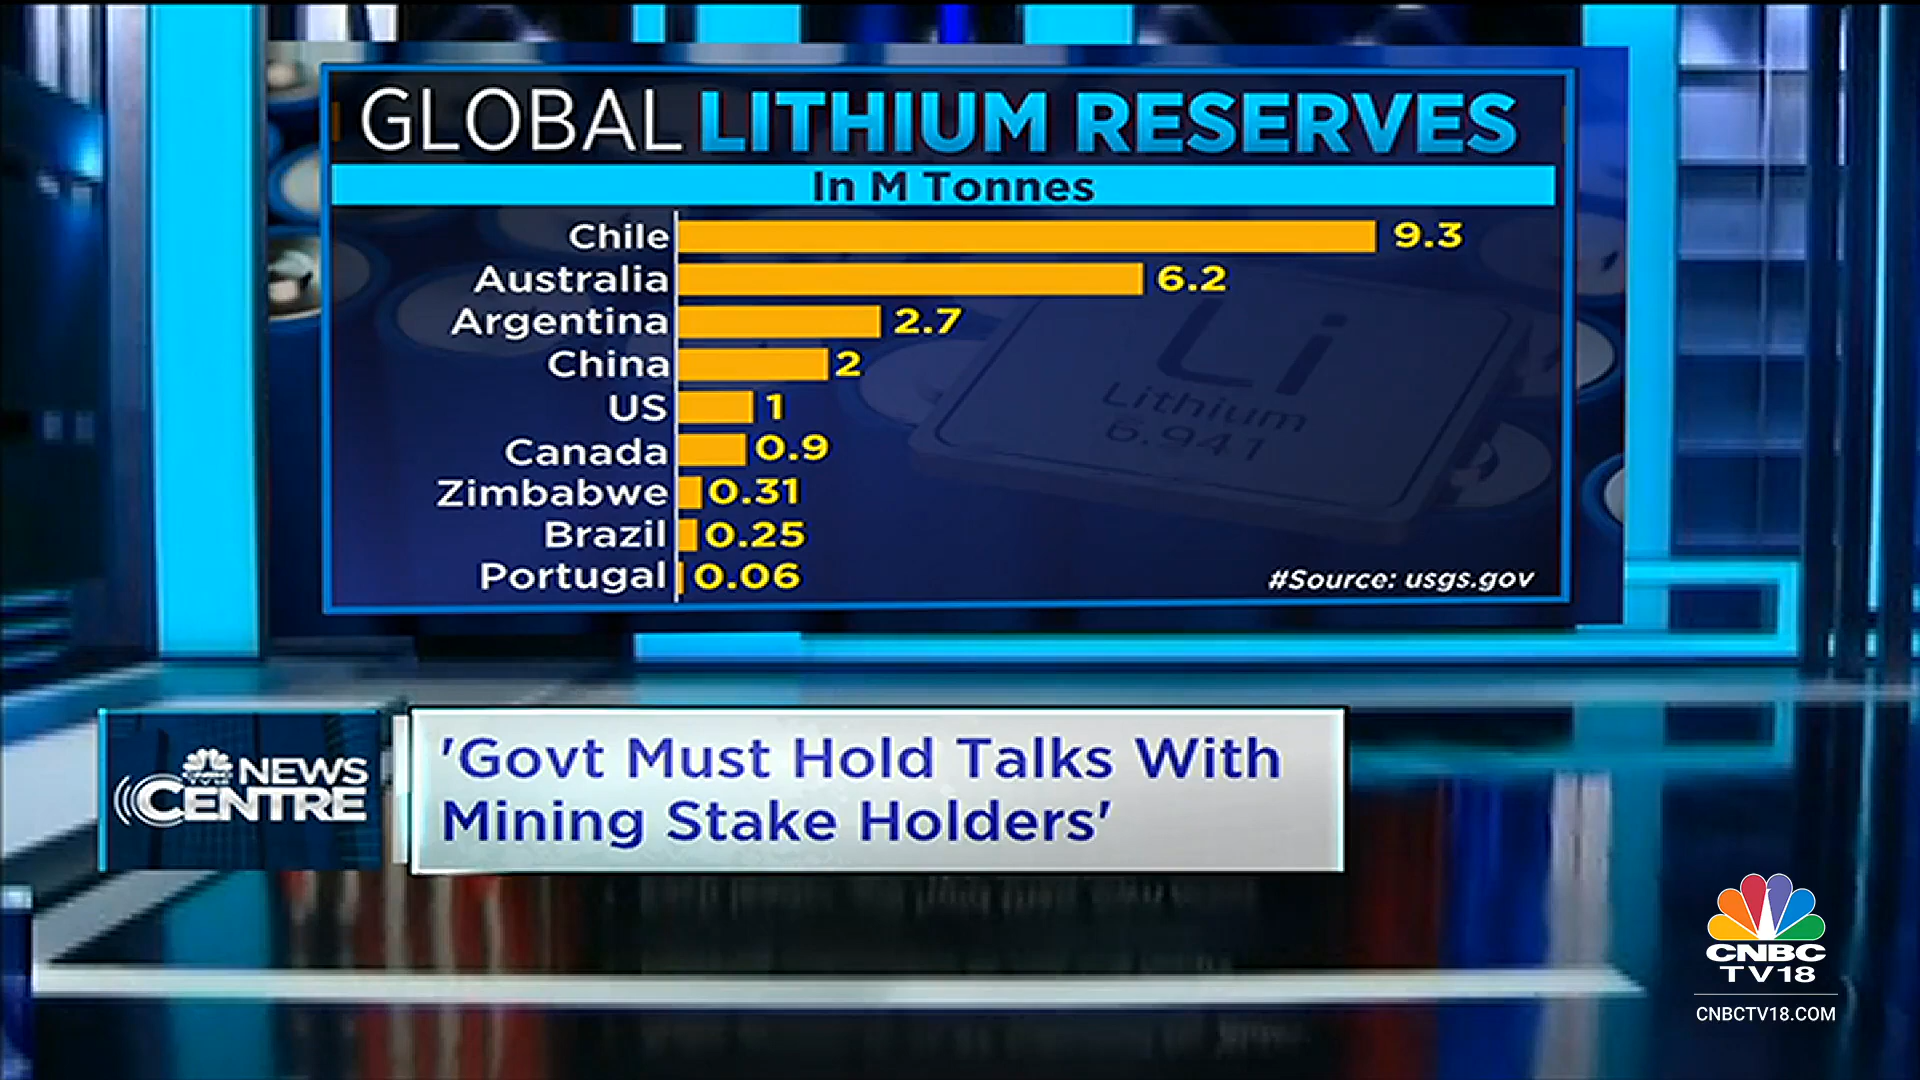 GLOBAL LITHIUM RESERVES
In M Tonnes
Chile 9.3
Australia 6.2
Argentina 2.7
China 2
US 1
Canada 0.9
Zimbabwe 0.31
Brazil 0.25
Portugal 0.06
Li
Lithium
6.941
#Source: usgs.gov
CNBC
TV18
NEWS
CENTRE
'Govt Must Hold Talks With
Mining Stake Holders'
CNBC
TV18
CNBCTV18.COM